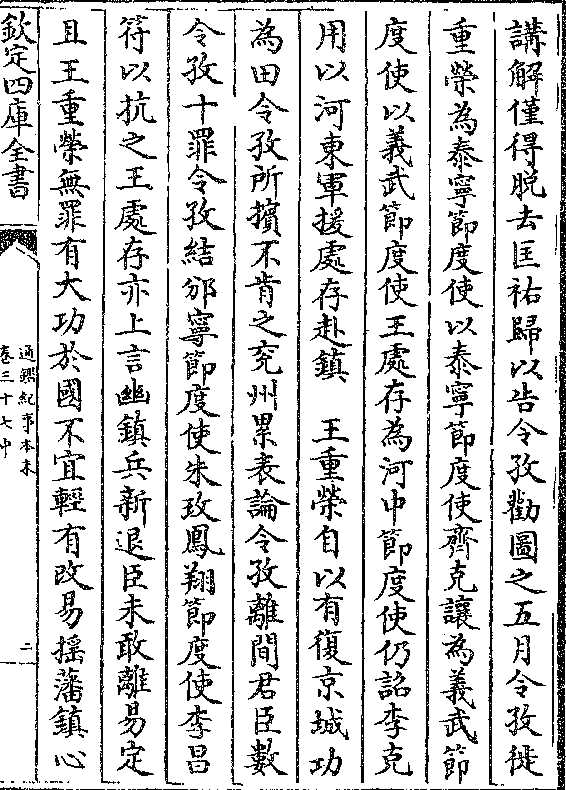 講解僅得脫去匡祐歸以告令孜勸圖之五月令孜徙
重榮為泰寧節度使以泰寧節度使齊克讓為義武節
度使以義武節度使王處存為河中節度使仍詔李克
用以河東軍援處存赴鎮　王重榮自以有復京城功
為田令孜所擯不肯之兖州累表論令孜離間君臣數
令孜十罪令孜結邠寧節度使朱玫鳳翔節度使李昌
符以抗之王處存亦上言幽鎮兵新退臣未敢離易定
且王重榮無罪有大功於國不宜輕有改易揺藩鎮心
欽定四庫全書
通鑑紀事本末
卷三十七中
二